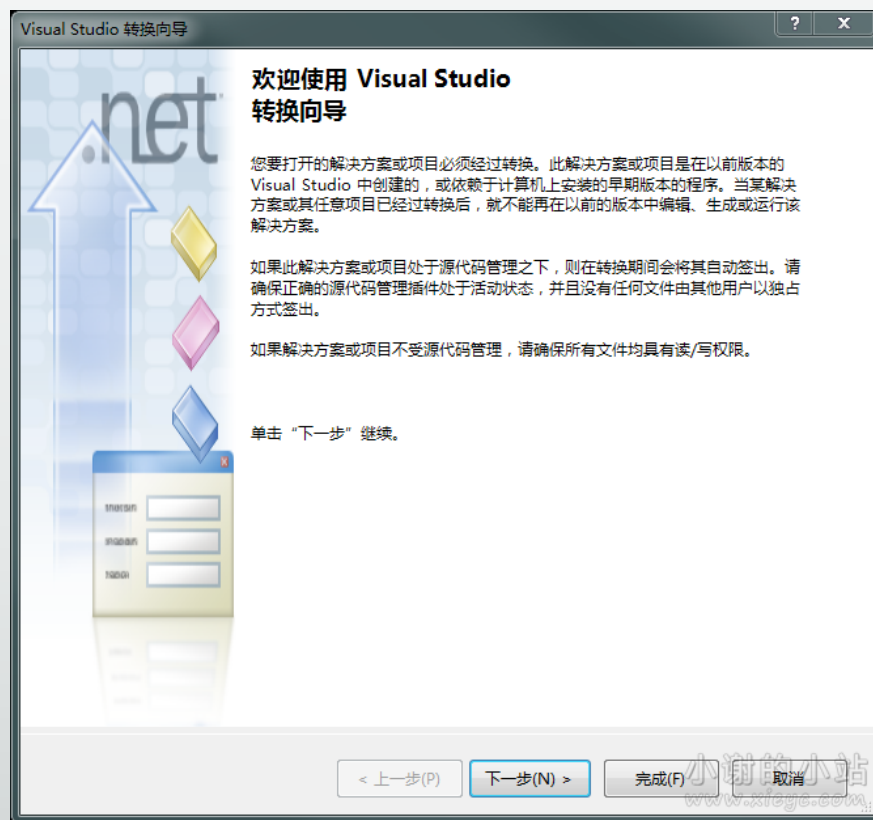 Visual Studio 转换向导
.net
欢迎使用 Visual Studio
转换向导
您要打开的解决方案或项目必须经过转换。此解决方案或项目是在以前版本的
Visual Studio 中创建的，或依赖于计算机上安装的早期版本的程序。当某解决
方案或其任意项目已经过转换后，就不能再在以前的版本中编辑、生成或运行该
解决方案。
如果此解决方案或项目处于源代码管理之下，则在转换期间会将其自动签出。请
确保正确的源代码管理插件处于活动状态，并且没有任何文件由其他用户以独占
方式签出。
如果解决方案或项目不受源代码管理，请确保所有文件均具有读/写权限。
单击“下一步”继续。
< 上一步(P)
下一步(N) >
完成(F)
取消
小谢的小站